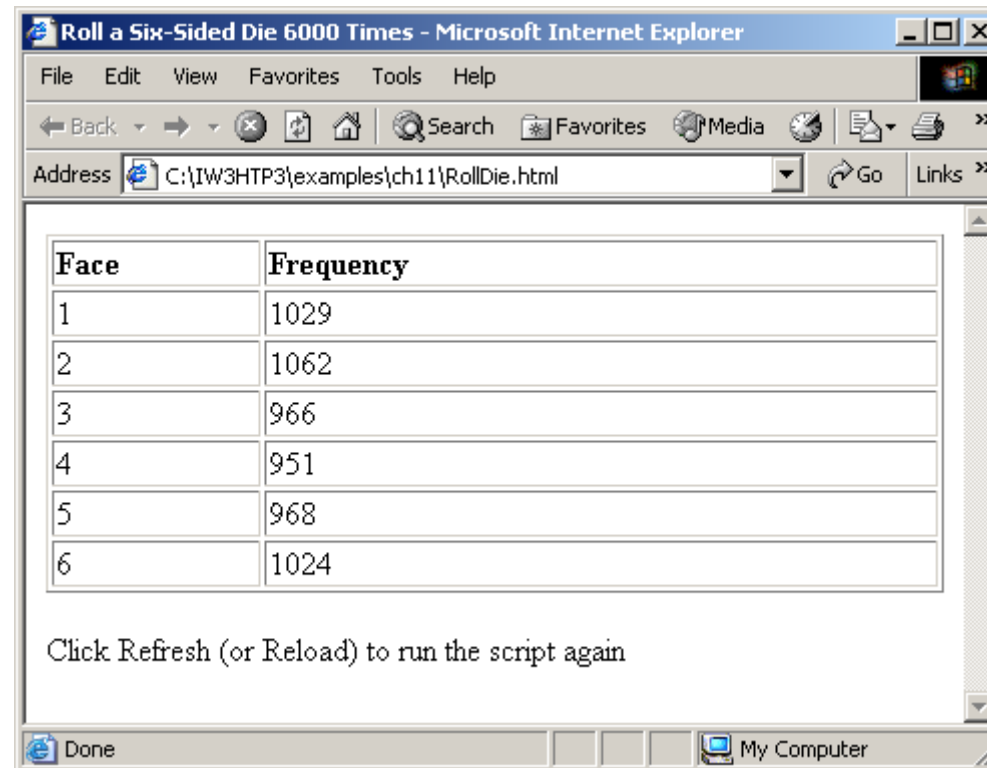 Roll a Six-Sided Die 6000 Times - Microsoft Internet Explorer
File Edit View Favorites Tools Help
Back Search Favorites Media »
Address C:\IW3HTP3\examples\ch11\RollDie.html Go Links »
Face Frequency
1 1029
2 1062
3 966
4 951
5 968
6 1024
Click Refresh (or Reload) to run the script again
Done My Computer